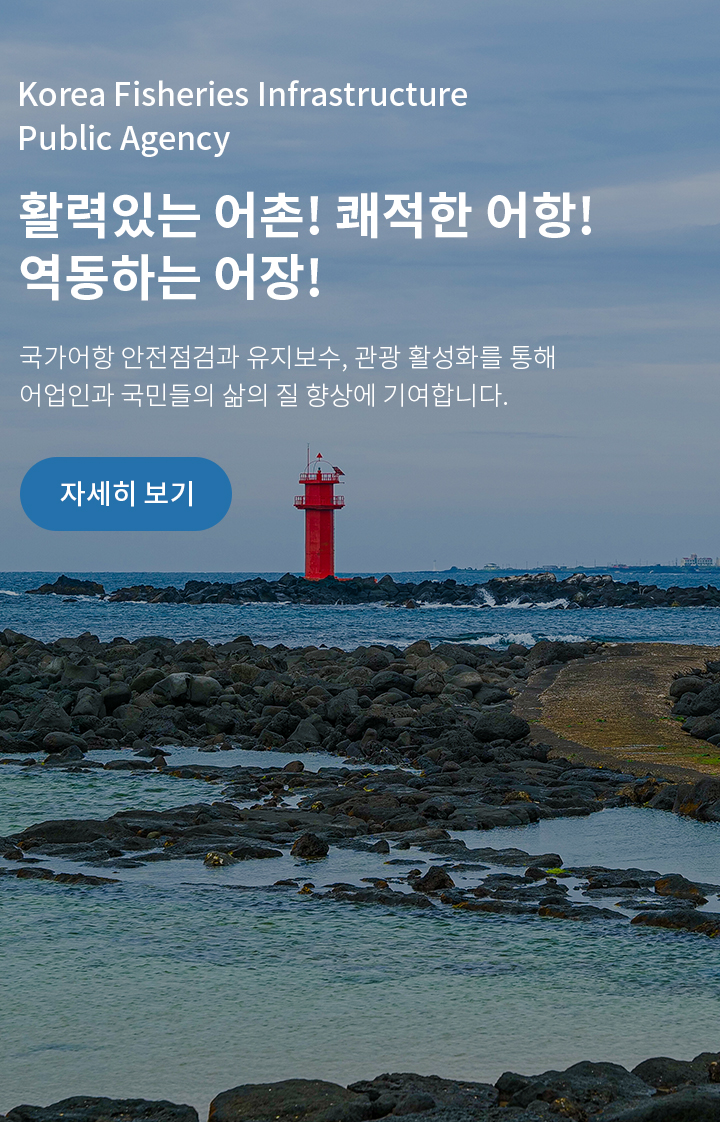 Korea Fisheries Infrastructure
Public Agency
활력있는 어촌! 쾌적한 어항!
역동하는 어장!
국가어항 안전점검과 유지보수, 관광 활성화를 통해
어업인과 국민들의 삶의 질 향상에 기여합니다.
자세히 보기